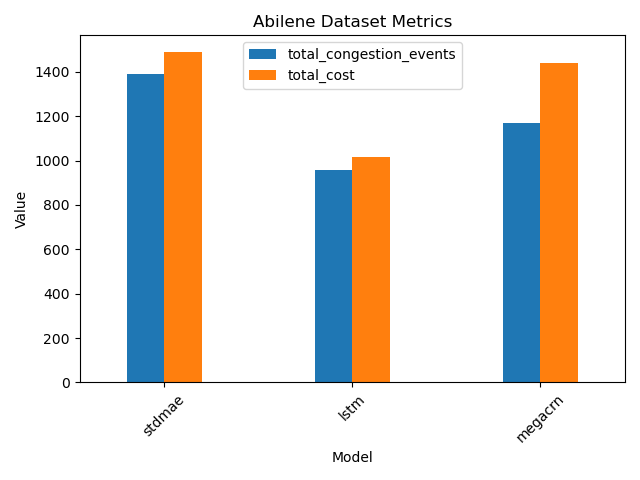 Abilene Dataset Metrics
total_congestion_events
total_cost
Value
1400
1200
1000
800
600
400
200
0
stdmae
lstm
megacrn
Model